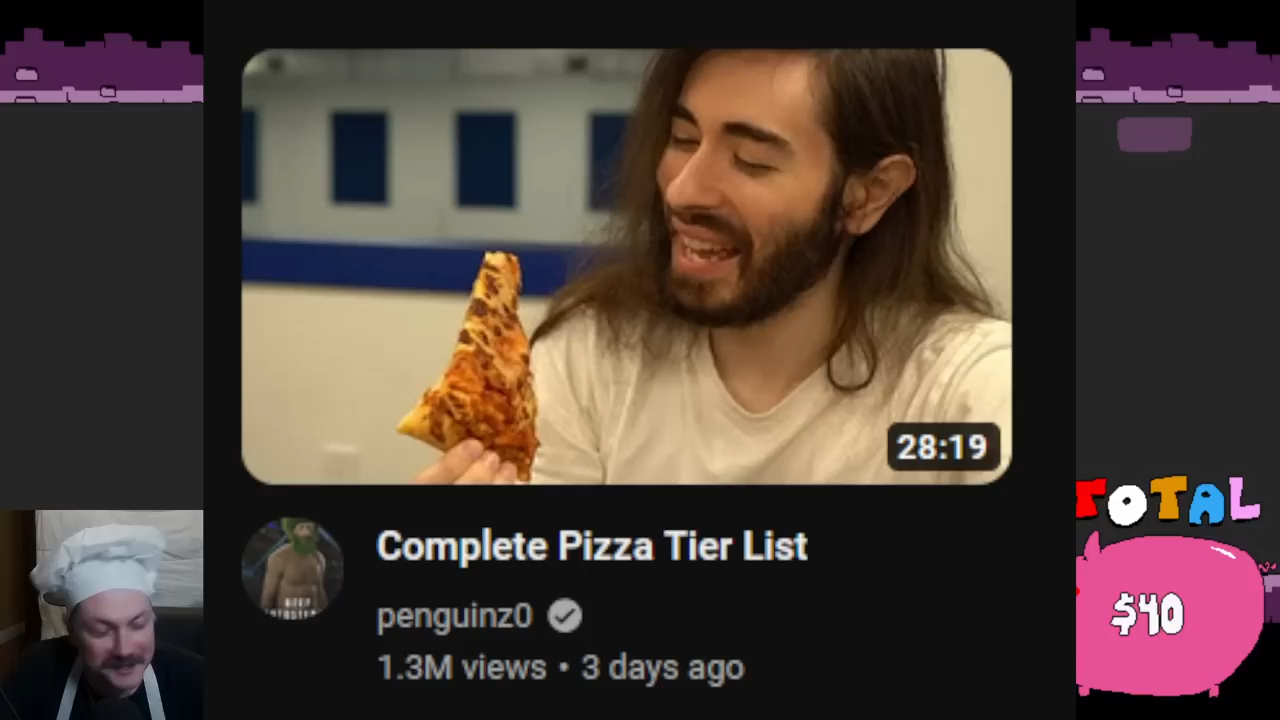 28:19
Complete Pizza Tier List
penguinz0
1.3M views • 3 days ago
TOTAL
$40